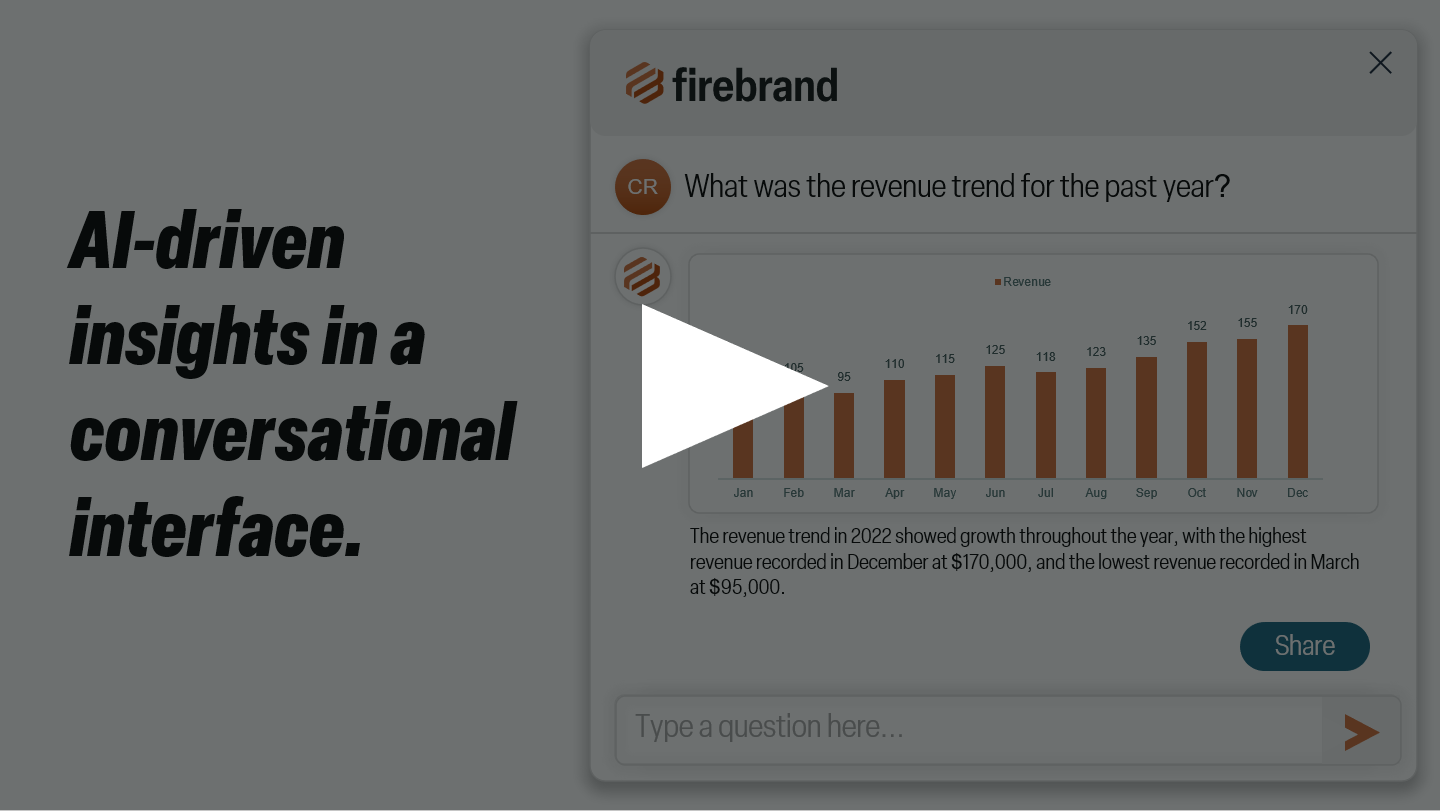 AI-driven
insights in a
conversational
interface.
firebrand
CR
What was the revenue trend for the past year?
Revenue
105
95
110
115
125
118
123
135
152
155
170
Jan Feb Mar Apr May Jun Jul Aug Sep Oct Nov Dec
The revenue trend in 2022 showed growth throughout the year, with the highest
revenue recorded in December at $170,000, and the lowest revenue recorded in March
at $95,000.
Share
Type a question here...